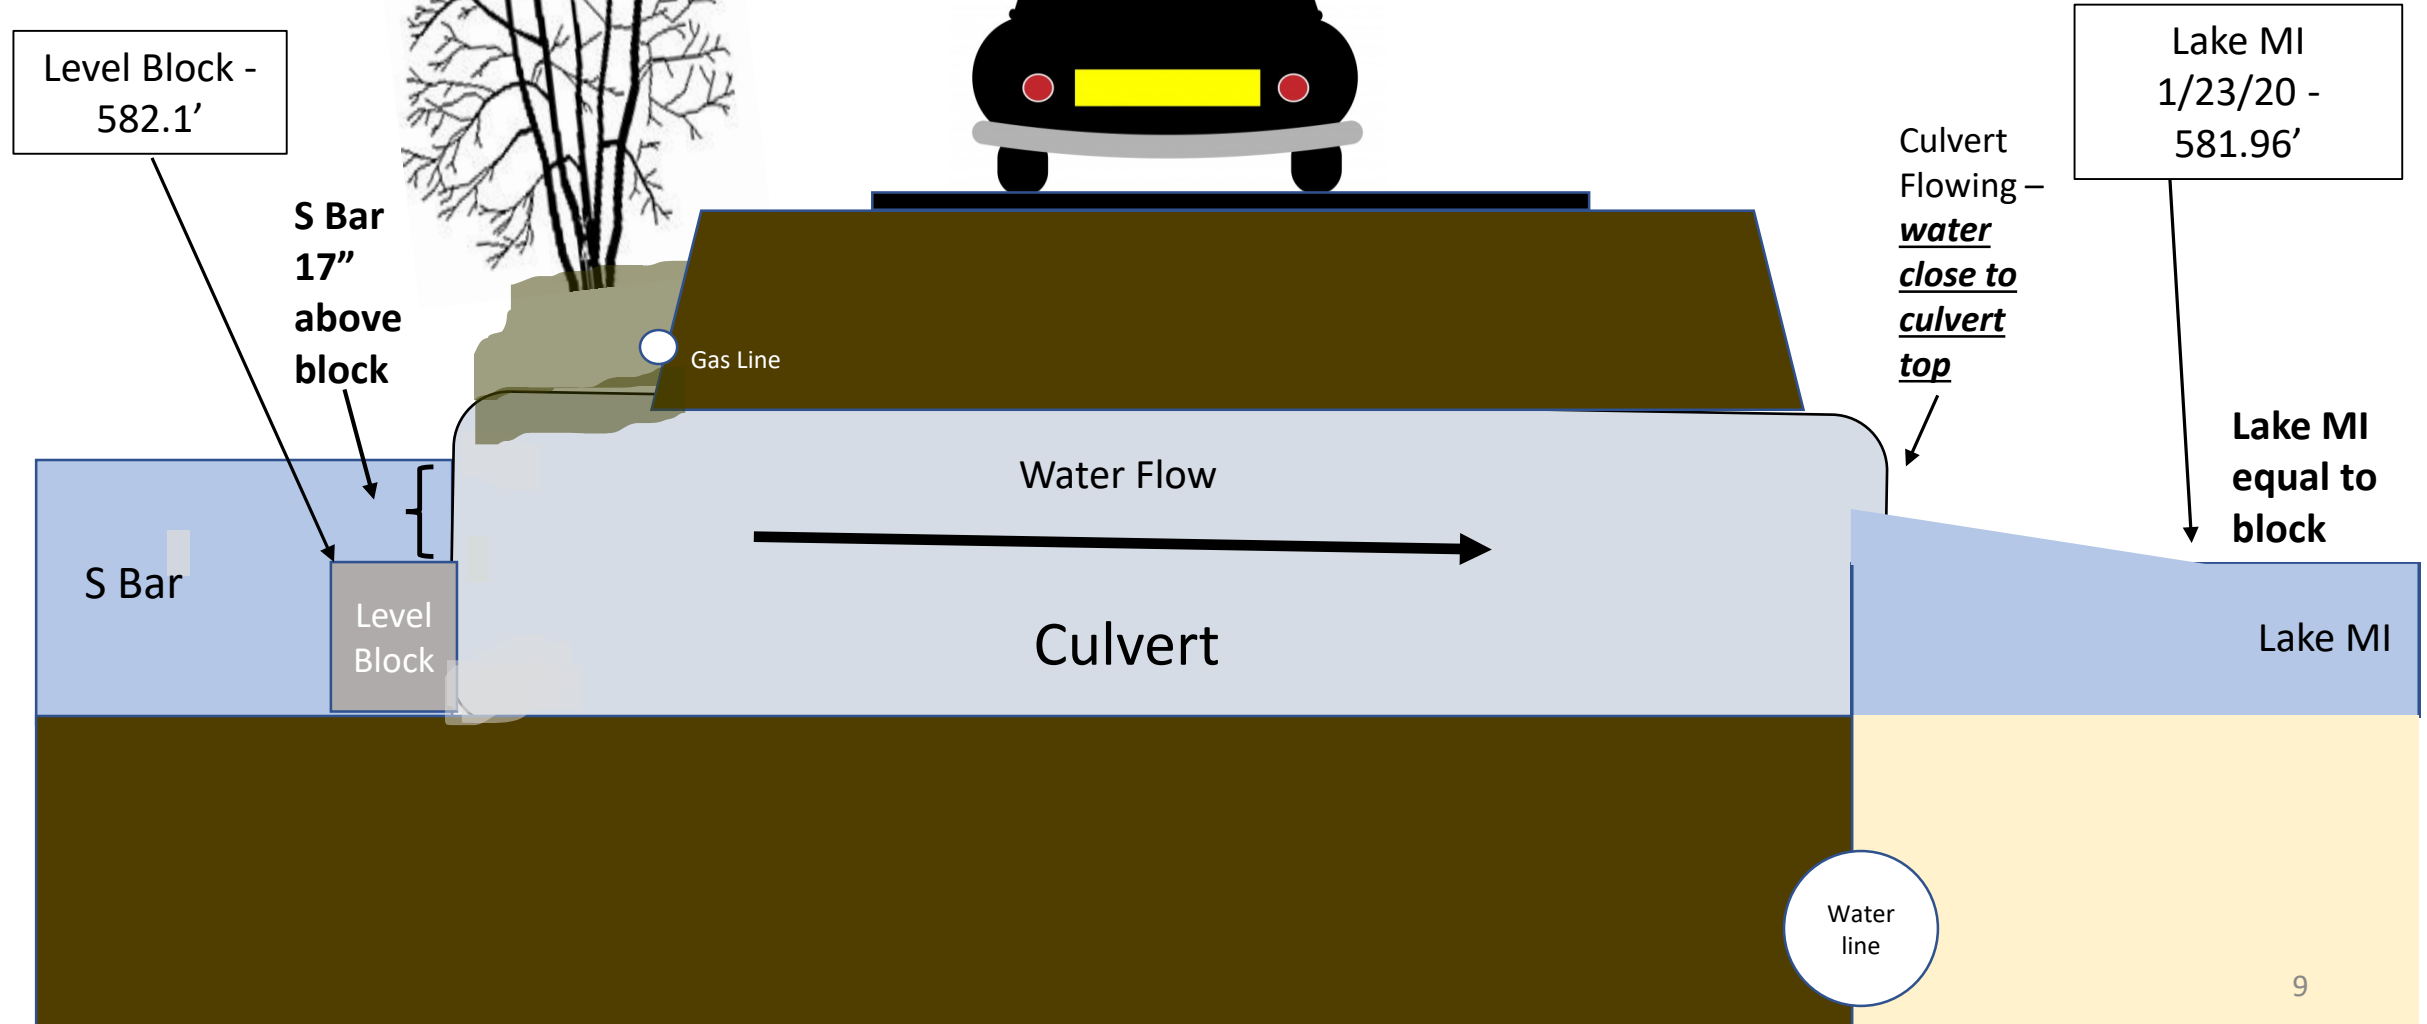 Level Block -
582.1’
S Bar
17”
above
block
Gas Line
Culvert
Flowing –
water
close to
culvert
top
Lake MI
1/23/20 -
581.96’
Lake MI
equal to
block
Water Flow
S Bar
Level
Block
Culvert
Lake MI
Water
line
9